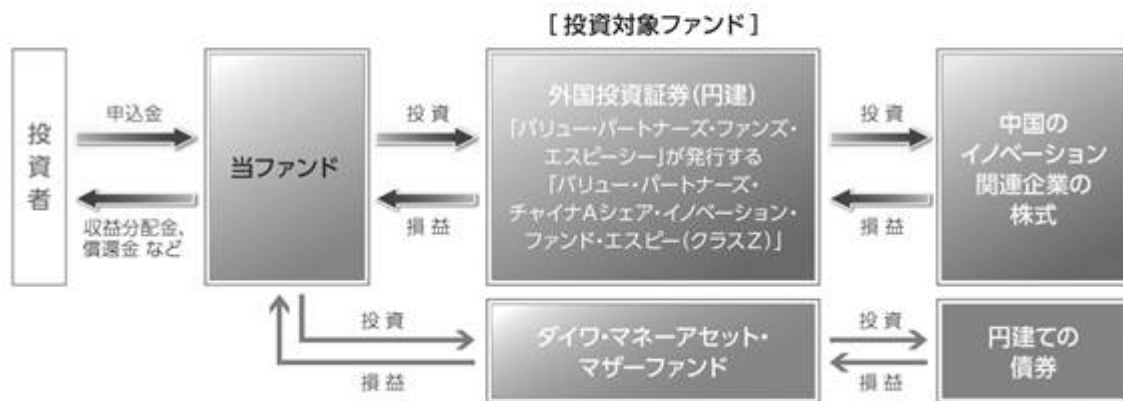 [投資対象ファンド]
投資者
申込金
収益分配金、
償還金 など
当ファンド
投資
損益
外国投資証券(円建)
「バリュー・パートナーズ・ファンズ・
エスピーシー」が発行する
「バリュー・パートナーズ・
チャイナAシェア・イノベーション・
ファンド・エスピー(クラスZ)」
投資
損益
中国の
イノベーション
関連企業の
株式
投資
損益
ダイワ・マネーアセット・
マザーファンド
投資
損益
円建ての
債券